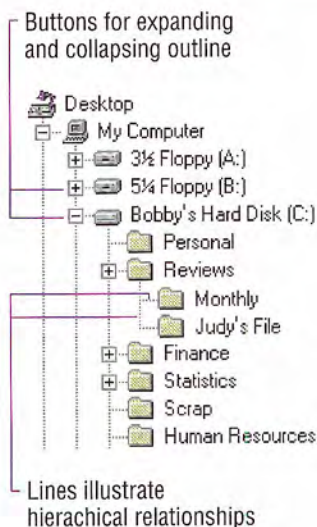 Buttons for expanding
and collapsing outline
Desktop
My Computer
3½ Floppy (A:)
5¼ Floppy (B:)
Bobby's Hard Disk (C:)
Personal
Reviews
Monthly
Judy's File
Finance
Statistics
Scrap
Human Resources
Lines illustrate
hierachical relationships